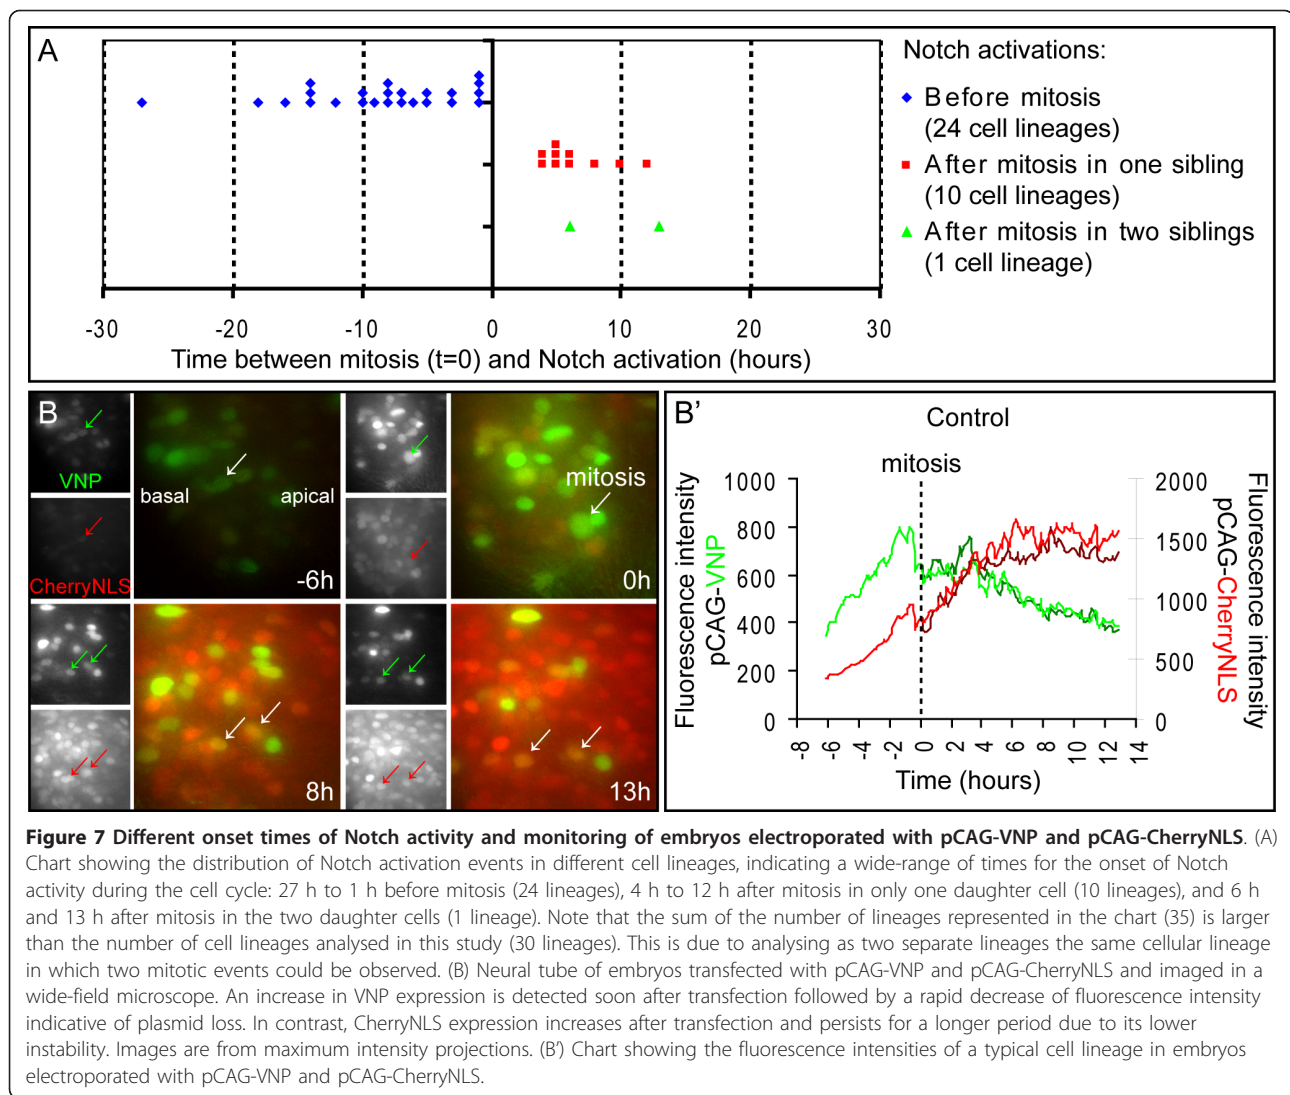 A
Notch activations:
Before mitosis
(24 cell lineages)
After mitosis in one sibling
(10 cell lineages)
After mitosis in two siblings
(1 cell lineage)
-30 -20 -10 0 10 20 30
Time between mitosis (t=0) and Notch activation (hours)
B
VNP
CherryNLS
basal
apical
-6h
mitosis
0h
8h
13h
B’
Control
mitosis
Fluorescence intensity
pCAG-VNP
1000
800
600
400
200
0
2000
1500
1000
500
0
Fluorescence intensity
pCAG-CherryNLS
-8 -6 -4 -2 0 2 4 6 8 10 12 14
Time (hours)
Figure 7 Different onset times of Notch activity and monitoring of embryos electroporated with pCAG-VNP and pCAG-CherryNLS. (A)
Chart showing the distribution of Notch activation events in different cell lineages, indicating a wide-range of times for the onset of Notch
activity during the cell cycle: 27 h to 1 h before mitosis (24 lineages), 4 h to 12 h after mitosis in only one daughter cell (10 lineages), and 6 h
and 13 h after mitosis in the two daughter cells (1 lineage). Note that the sum of the number of lineages represented in the chart (35) is larger
than the number of cell lineages analysed in this study (30 lineages). This is due to analysing as two separate lineages the same cellular lineage
in which two mitotic events could be observed. (B) Neural tube of embryos transfected with pCAG-VNP and pCAG-CherryNLS and imaged in a
wide-field microscope. An increase in VNP expression is detected soon after transfection followed by a rapid decrease of fluorescence intensity
indicative of plasmid loss. In contrast, CherryNLS expression increases after transfection and persists for a longer period due to its lower
instability. Images are from maximum intensity projections. (B’) Chart showing the fluorescence intensities of a typical cell lineage in embryos
electroporated with pCAG-VNP and pCAG-CherryNLS.